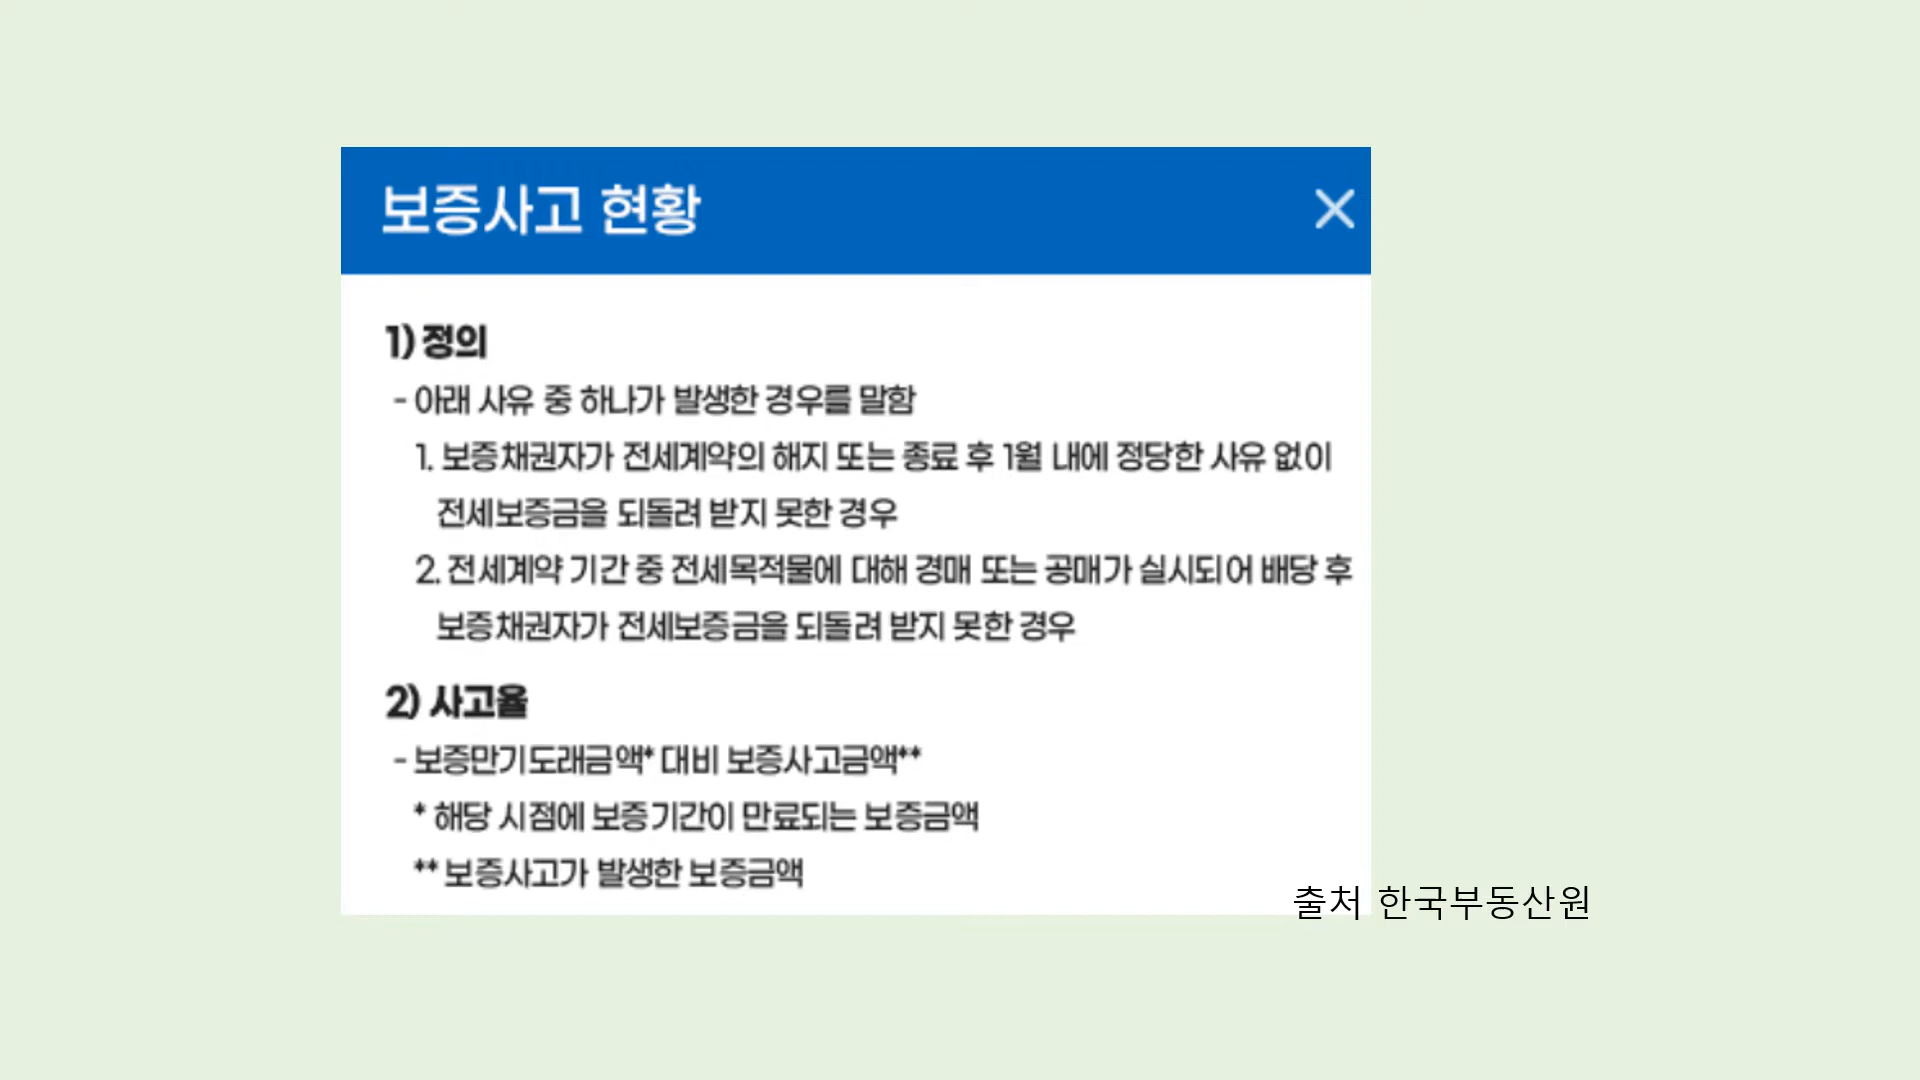 보증사고 현황
1) 정의
- 아래 사유 중 하나가 발생한 경우를 말함
1. 보증채권자가 전세계약의 해지 또는 종료 후 1월 내에 정당한 사유 없이
전세보증금을 되돌려 받지 못한 경우
2. 전세계약 기간 중 전세목적물에 대해 경매 또는 공매가 실시되어 배당 후
보증채권자가 전세보증금을 되돌려 받지 못한 경우
2) 사고율
- 보증만기도래금액* 대비 보증사고금액**
* 해당 시점에 보증기간이 만료되는 보증금액
** 보증사고가 발생한 보증금액
출처 한국부동산원